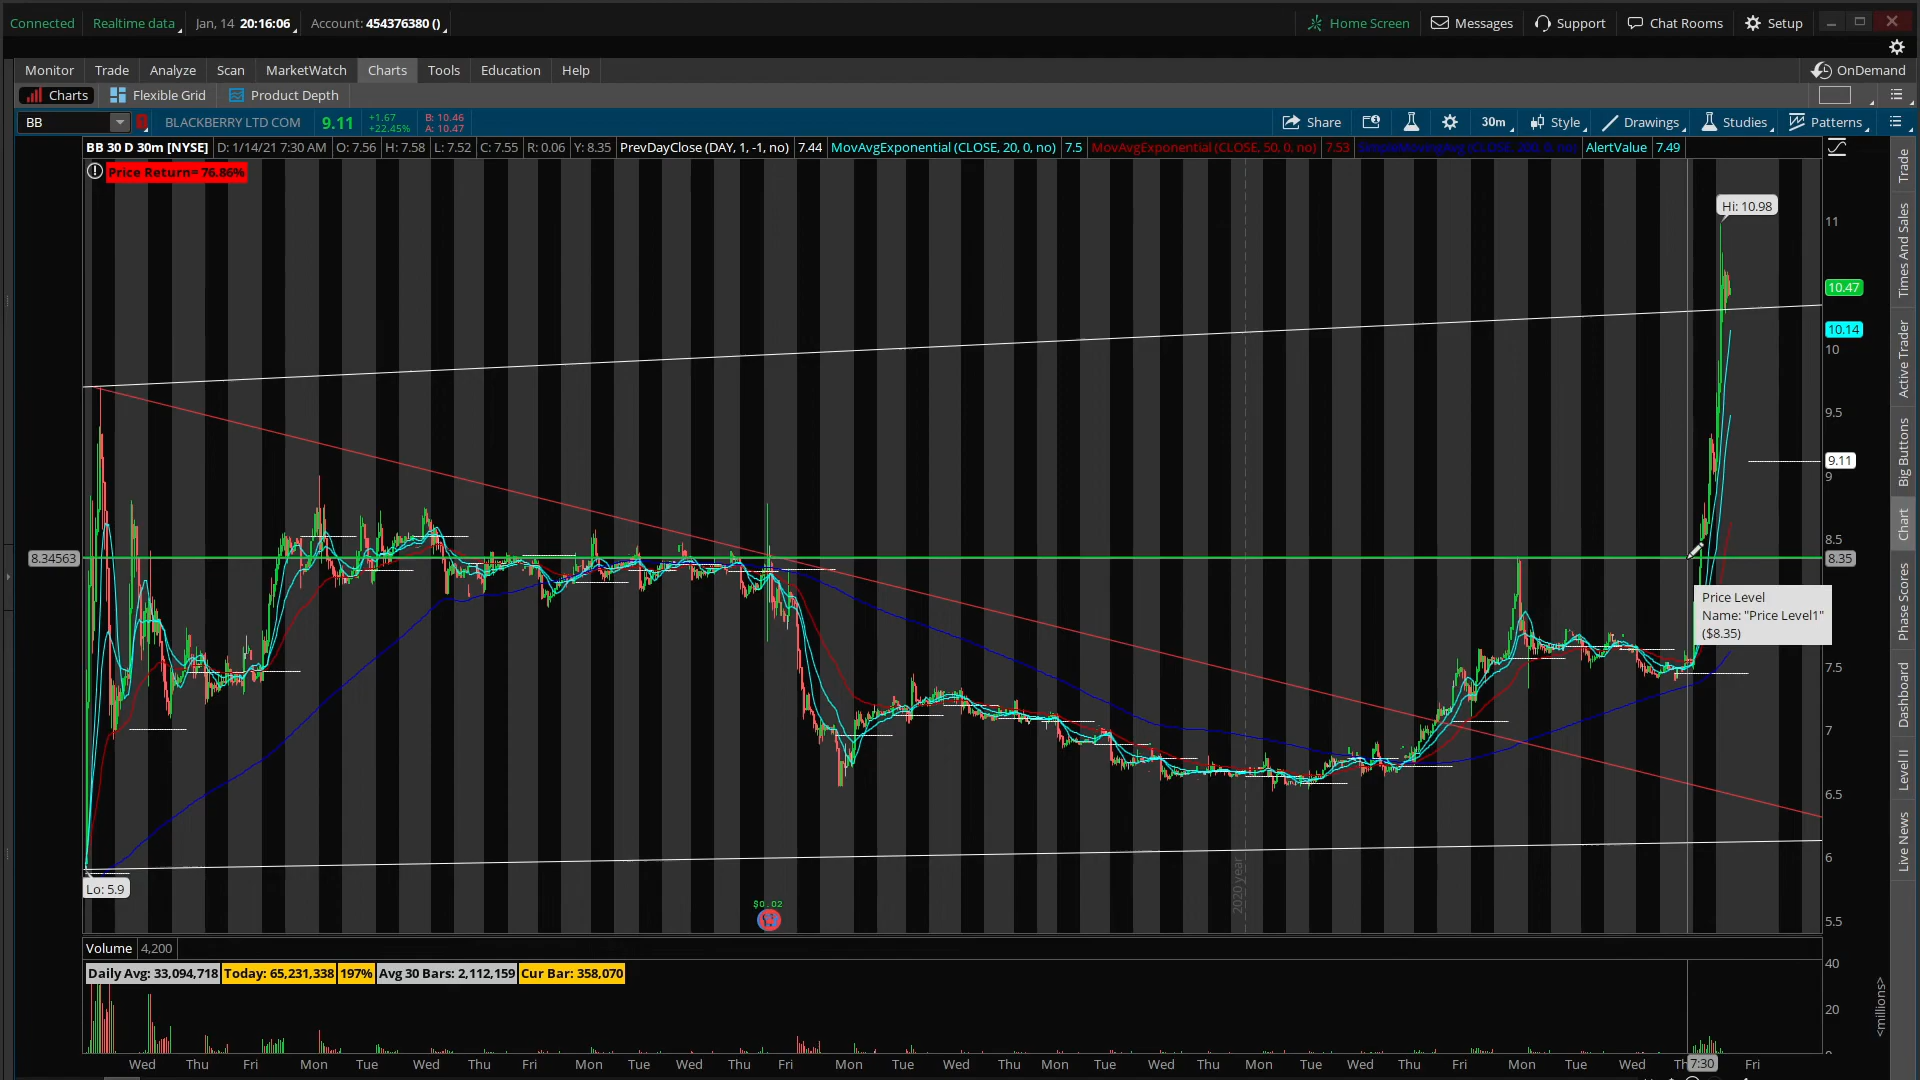 Connected Realtime data Jan, 14 20:16:06 Account: 454376380 () Home Screen Messages Support Chat Rooms Setup
Monitor Trade Analyze Scan MarketWatch Charts Tools Education Help OnDemand
Charts Flexible Grid Product Depth
BB BLACKBERRY LTD COM 9.11 +1.67 +22.45% B: 10.46 A: 10.47 Share 30m Style Drawings Studies Patterns
BB 30 D 30m [NYSE] D: 1/14/21 7:30 AM O: 7.56 H: 7.58 L: 7.52 C: 7.55 R: 0.06 Y: 8.35 PrevDayClose (DAY, 1, -1, no) 7.44 MovAvgExponential (CLOSE, 20, 0, no) 7.5 MovAvgExponential (CLOSE, 50, 0, no) 7.53 SimpleMovingAvg (CLOSE, 200, 0, no) AlertValue 7.49
Price Return= 76.86%
Hi: 10.98
11
10.47
10.14
10
9.5
9.11
9
8.5
8.34563
8.35
Price Level
Name: "Price Level1"
($8.35)
7.5
7
6.5
6
Lo: 5.9
2020 year
$0.02
5.5
Trade
Times And Sales
Active Trader
Big Buttons
Chart
Phase Scores
Dashboard
Level II
Live News
Volume 4,200
Daily Avg: 33,094,718 Today: 65,231,338 197% Avg 30 Bars: 2,112,159 Cur Bar: 358,070
40
20
<millions>
Wed Thu Fri Mon Tue Wed Thu Fri Mon Tue Wed Thu Fri Mon Tue Wed Thu Mon Tue Wed Thu Mon Tue Wed Thu Fri Mon Tue Wed 7:30 Fri